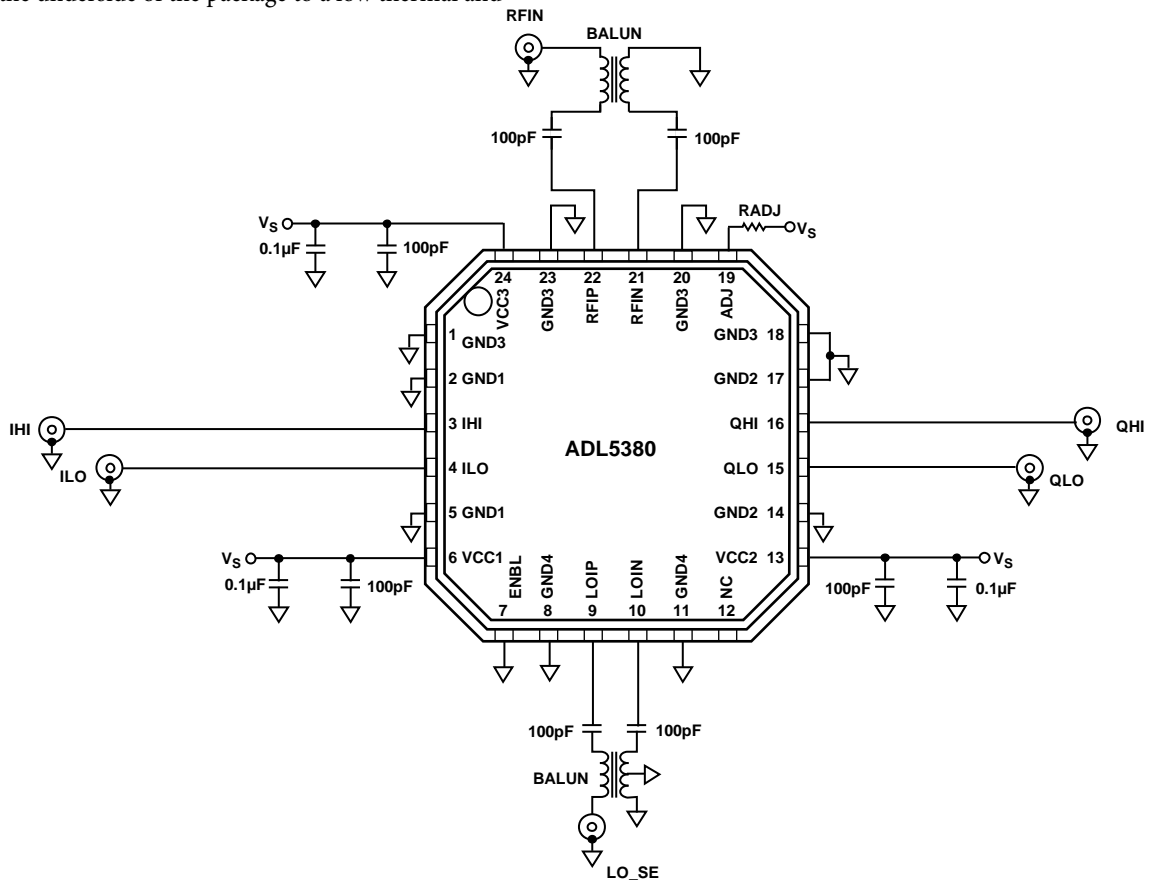 the underside of the package to a low thermal and
RFIN
BALUN
100pF
100pF
VS
0.1µF
100pF
RADJ
VS
24 23 22 21 20 19
VCC3 GND3 RFIP RFIN GND3 ADJ
1 GND3
2 GND1
3 IHI
4 ILO
5 GND1
6 VCC1
GND3 18
GND2 17
QHI 16
QLO 15
GND2 14
VCC2 13
ADL5380
IHI
ILO
QHI
QLO
VS
0.1µF
100pF
100pF
0.1µF
VS
ENBL GND4 LOIP LOIN GND4 NC
7 8 9 10 11 12
100pF
100pF
BALUN
LO_SE